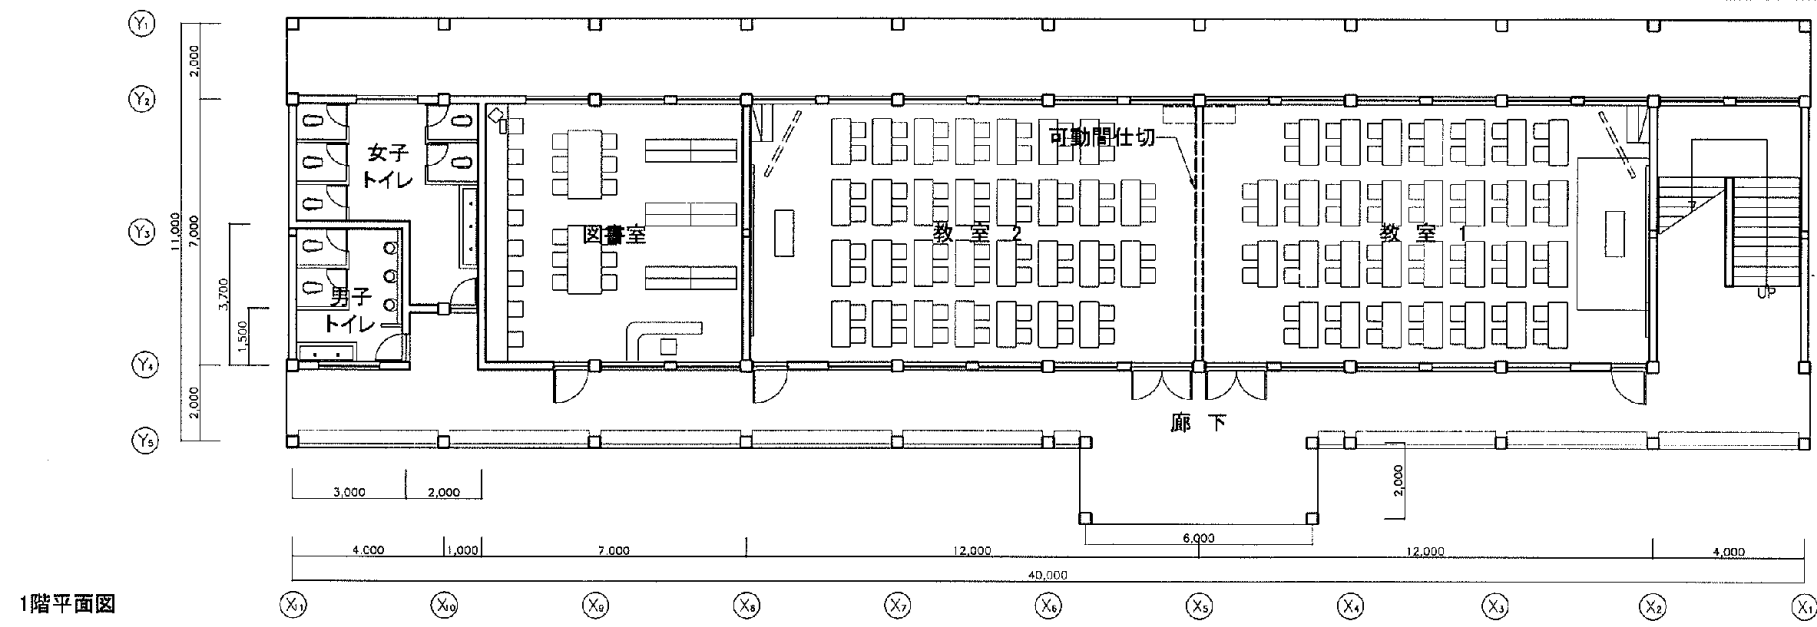 Y1
2,000
Y2
11,000
7,000
Y3
3,700
1,500
Y4
2,000
Y5
女子
トイレ
男子
トイレ
図書室
教 室 2
可動間仕切
教 室 1
UP
廊 下
3,000
2,000
2,000
6,000
4,000
1,000
7,000
12,000
12,000
4,000
40,000
1階平面図
X11
X10
X9
X8
X7
X6
X5
X4
X3
X2
X1